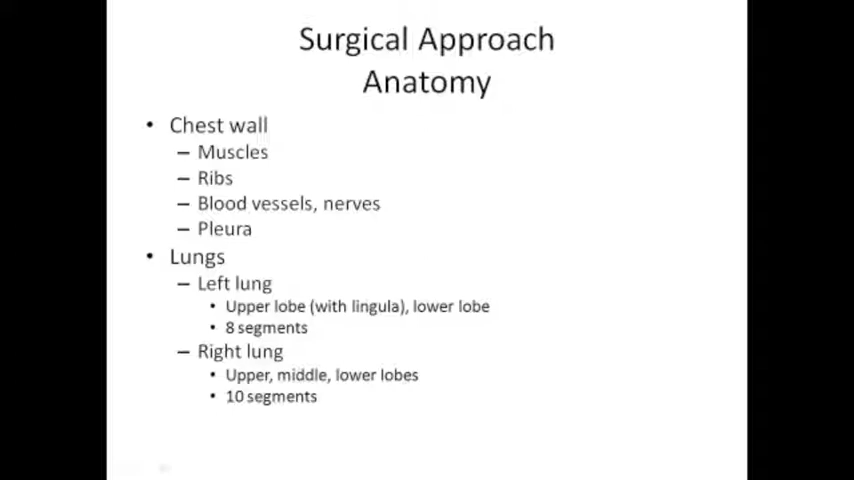 Surgical Approach
Anatomy
• Chest wall
– Muscles
– Ribs
– Blood vessels, nerves
– Pleura
• Lungs
– Left lung
• Upper lobe (with lingula), lower lobe
• 8 segments
– Right lung
• Upper, middle, lower lobes
• 10 segments